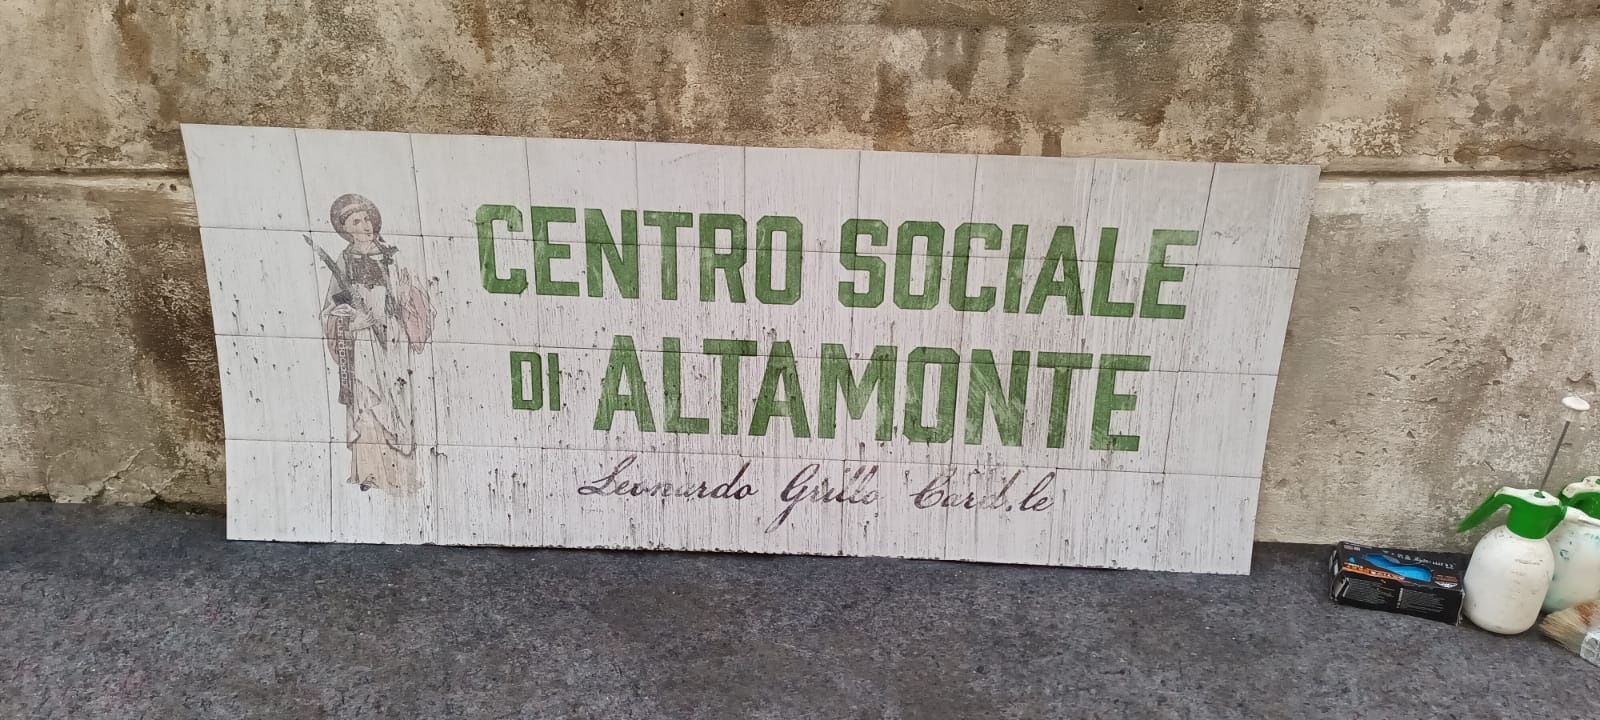 CENTRO SOCIALE
DI ALTAMONTE
Leonardo Grillo Card.le